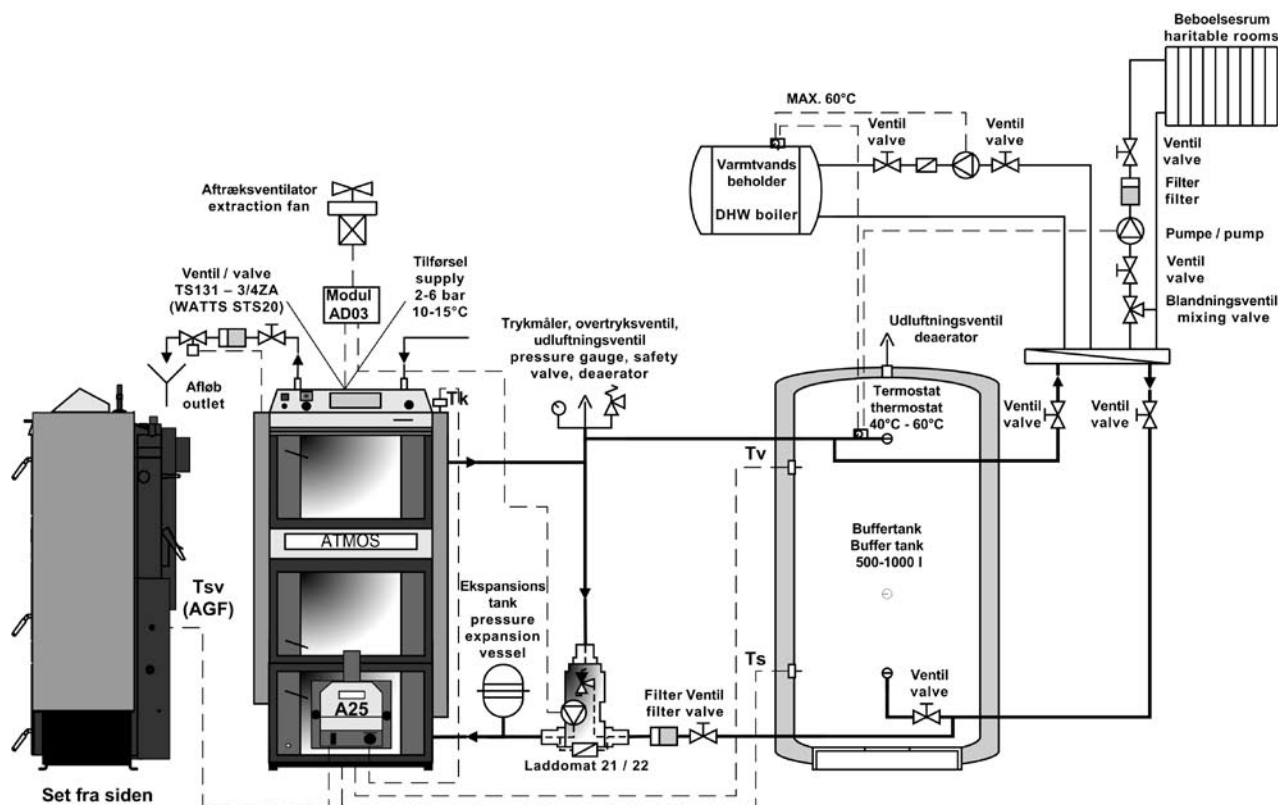 Beboelsesrum
haritable rooms
MAX. 60°C
Ventil
valve
Ventil
valve
Ventil
valve
Varmtvands
beholder
DHW boiler
Filter
filter
Aftræksventilator
extraction fan
Pumpe / pump
Ventil
valve
Ventil / valve
TS131 – 3/4ZA
(WATTS STS20)
Modul
AD03
Tilførsel
supply
2-6 bar
10-15°C
Blandningsventil
mixing valve
Trykmåler, overtryksventil,
udluftningsventil
pressure gauge, safety
valve, deaerator
Udluftningsventil
deaerator
Afløb
outlet
Tk
Termostat
thermostat
40°C - 60°C
Ventil
valve
Ventil
valve
Tv
ATMOS
Buffertank
Buffer tank
500-1000 l
Tsv
(AGF)
Ekspansions
tank
pressure
expansion
vessel
Ts
Ventil
valve
A25
Filter Ventil
filter valve
Laddomat 21 / 22
Set fra siden